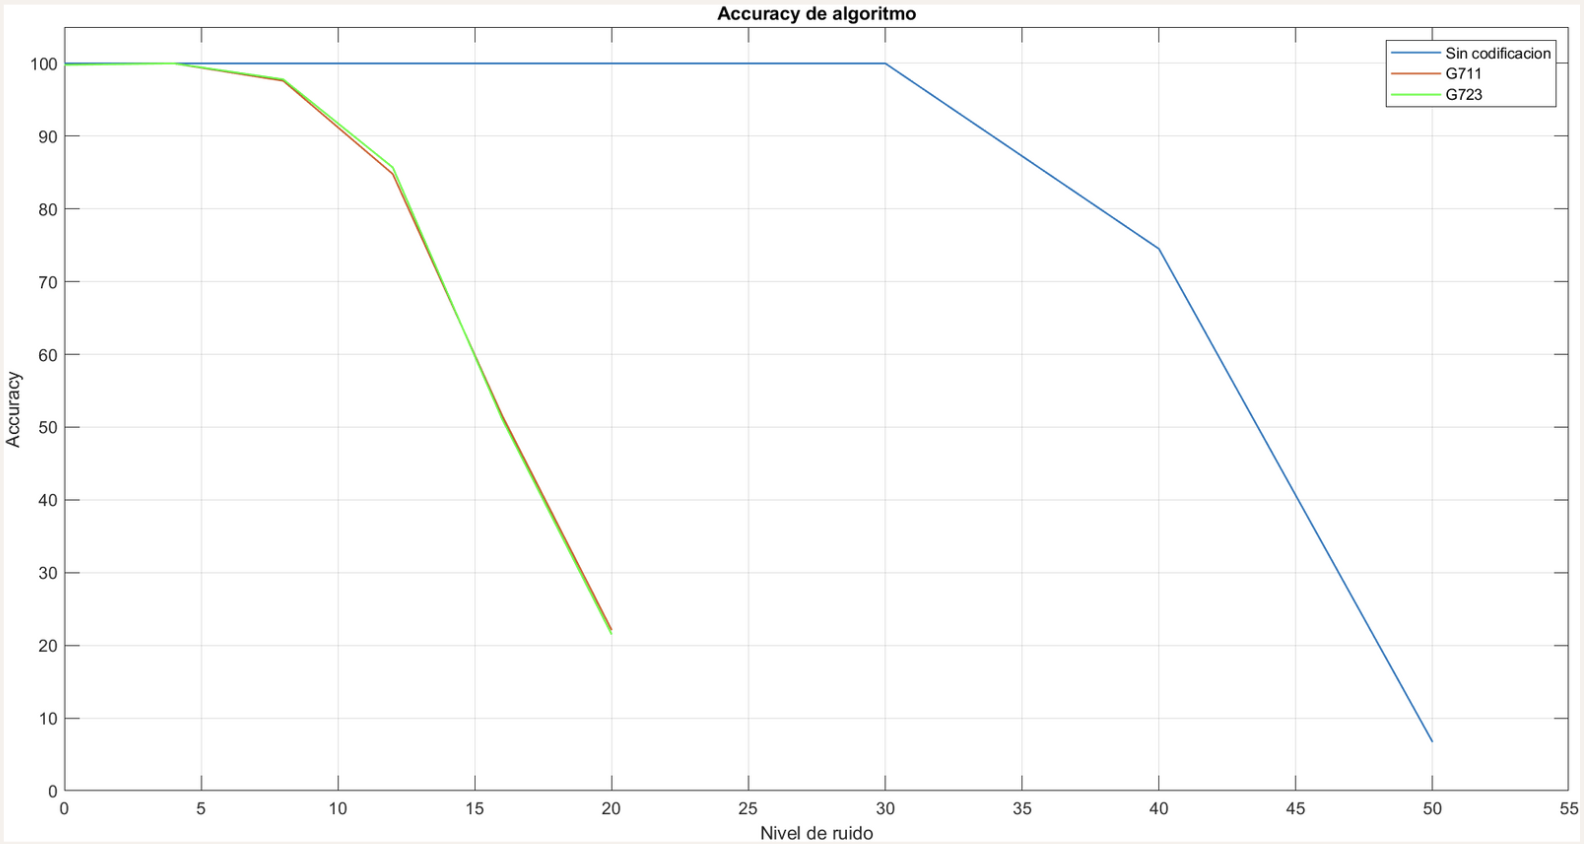 Accuracy de algoritmo
Sin codificacion
G711
G723
100
90
80
70
60
50
40
30
20
10
0
Accuracy
0 5 10 15 20 25 30 35 40 45 50 55
Nivel de ruido